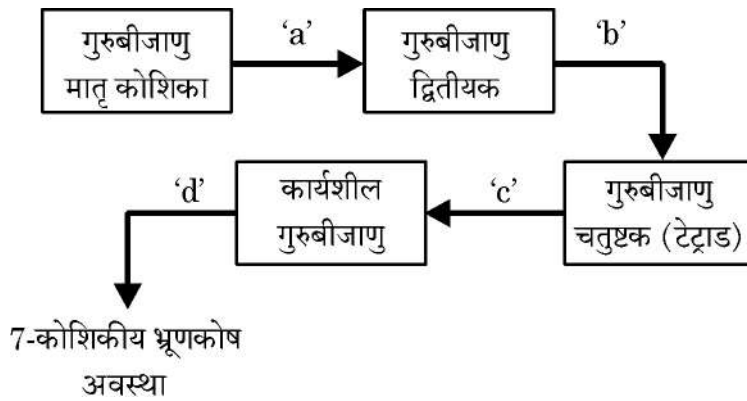 गुरुबीजाणु
मातृ कोशिका
‘a’
गुरुबीजाणु
द्वितीयक
‘b’
गुरुबीजाणु
चतुष्टक (टेट्राड)
‘c’
कार्यशील
गुरुबीजाणु
‘d’
7-कोशिकीय भ्रूणकोष
अवस्था